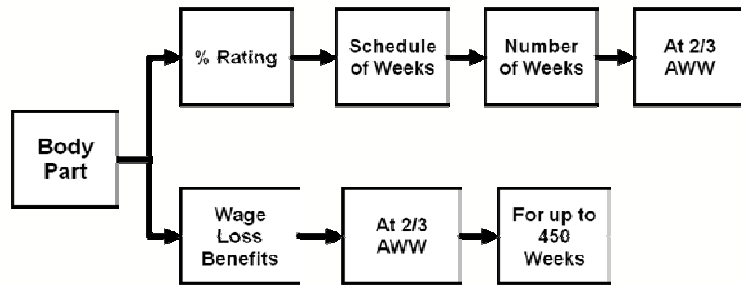 % Rating
Schedule
of Weeks
Number
of Weeks
At 2/3
AWW
Body
Part
Wage
Loss
Benefits
At 2/3
AWW
For up to
450
Weeks